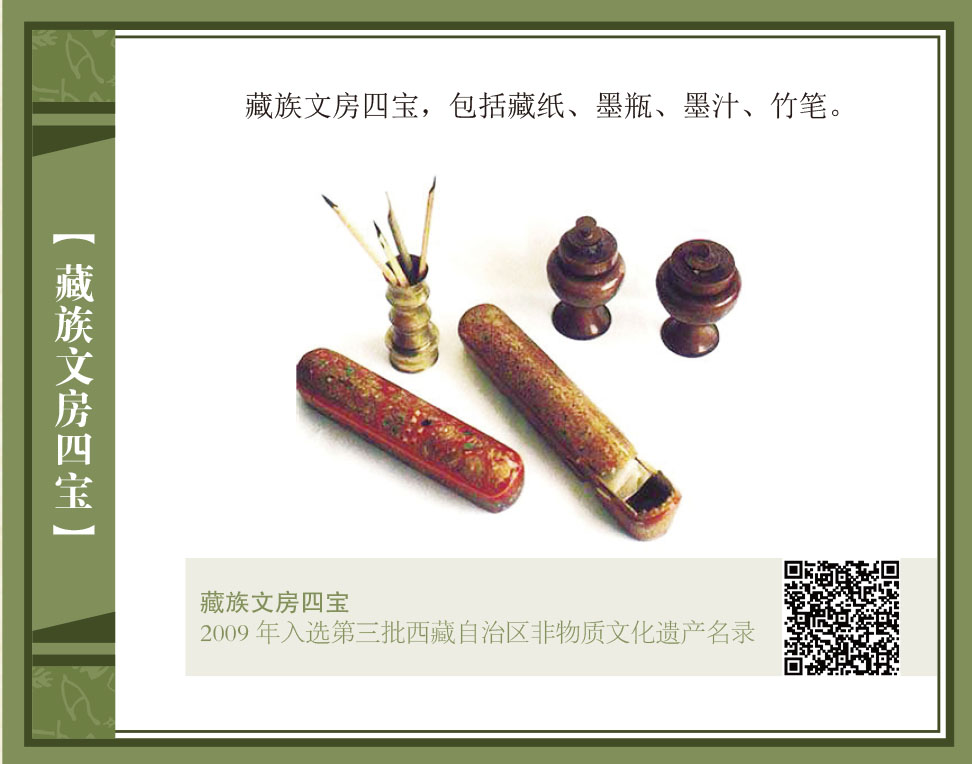 藏族文房四宝，包括藏纸、墨瓶、墨汁、竹笔。
【藏族文房四宝】
藏族文房四宝
2009 年入选第三批西藏自治区非物质文化遗产名录